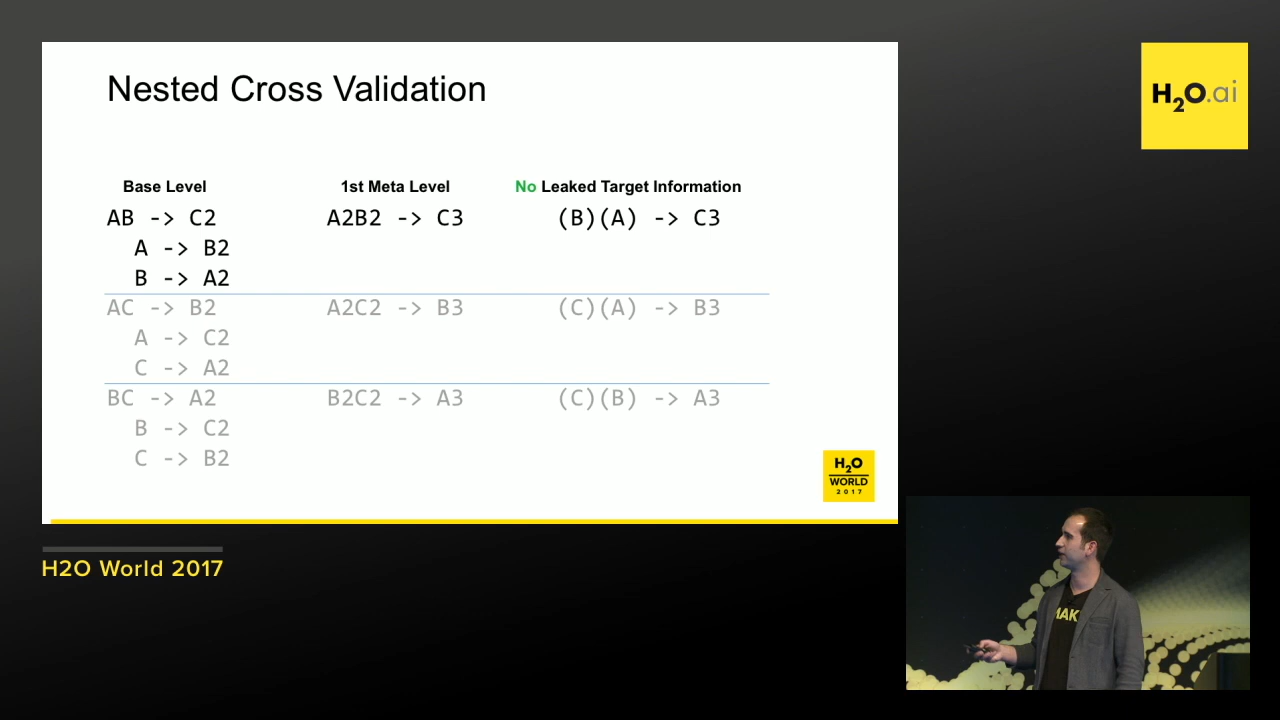 Nested Cross Validation
Base Level 1st Meta Level No Leaked Target Information
AB -> C2 A2B2 -> C3 (B)(A) -> C3
A -> B2
B -> A2
AC -> B2 A2C2 -> B3 (C)(A) -> B3
A -> C2
C -> A2
BC -> A2 B2C2 -> A3 (C)(B) -> A3
B -> C2
C -> B2
H2O
WORLD
2017
H2O World 2017
H2O.ai
MAK